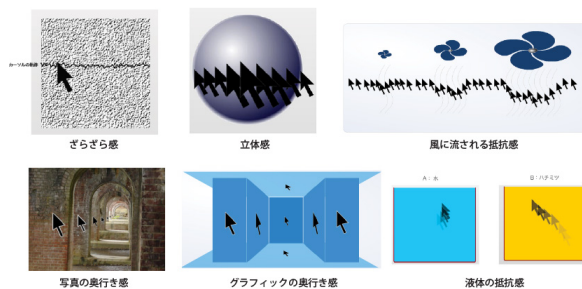 カーソルの軌跡
ざらざら感
立体感
風に流される抵抗感
A：水
B：ハチミツ
写真の奥行き感
グラフィックの奥行き感
液体の抵抗感